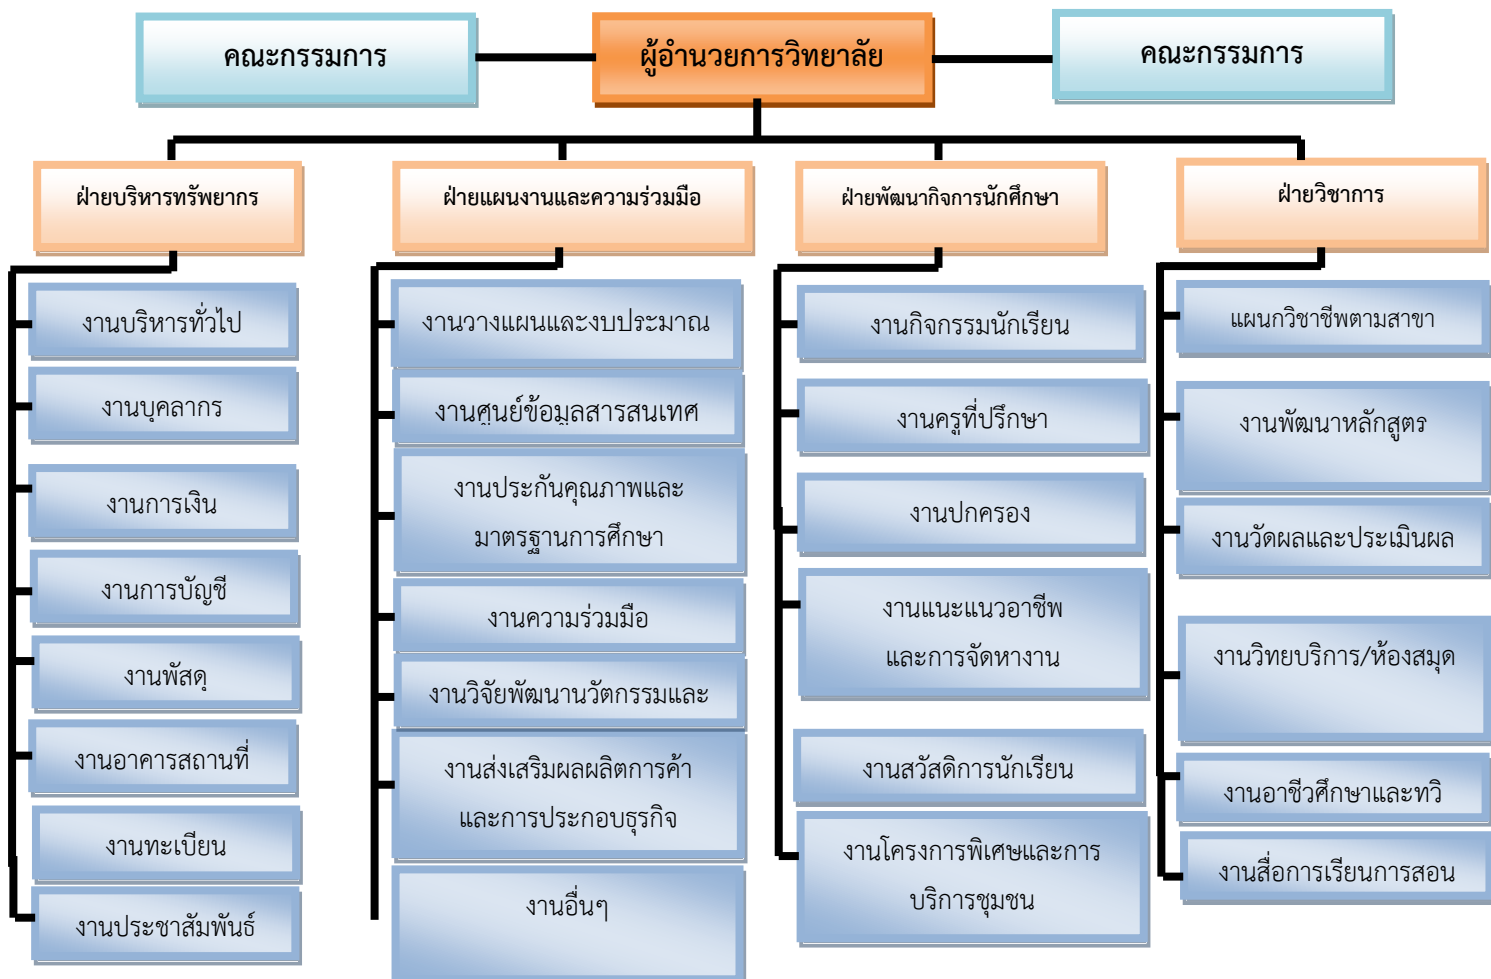 คณะกรรมการ
ผู้อำนวยการวิทยาลัย
คณะกรรมการ
ฝ่ายบริหารทรัพยากร
ฝ่ายแผนงานและความร่วมมือ
ฝ่ายพัฒนากิจการนักศึกษา
ฝ่ายวิชาการ
งานบริหารทั่วไป
งานบุคลากร
งานการเงิน
งานการบัญชี
งานพัสดุ
งานอาคารสถานที่
งานทะเบียน
งานประชาสัมพันธ์
งานวางแผนและงบประมาณ
งานศูนย์ข้อมูลสารสนเทศ
งานประกันคุณภาพและ
มาตรฐานการศึกษา
งานความร่วมมือ
งานวิจัยพัฒนานวัตกรรมและ
งานส่งเสริมผลผลิตการค้า
และการประกอบธุรกิจ
งานอื่นๆ
งานกิจกรรมนักเรียน
งานครูที่ปรึกษา
งานปกครอง
งานแนะแนวอาชีพ
และการจัดหางาน
งานสวัสดิการนักเรียน
งานโครงการพิเศษและการ
บริการชุมชน
แผนกวิชาชีพตามสาขา
งานพัฒนาหลักสูตร
งานวัดผลและประเมินผล
งานวิทยบริการ/ห้องสมุด
งานอาชีวศึกษาและทวิ
งานสื่อการเรียนการสอน